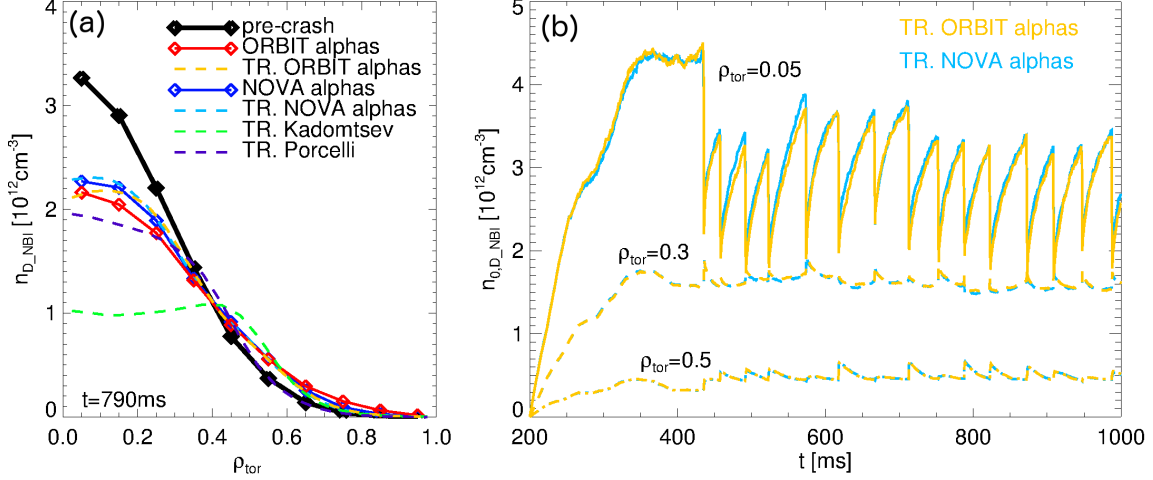 (a)
pre-crash
ORBIT alphas
TR. ORBIT alphas
NOVA alphas
TR. NOVA alphas
TR. Kadomtsev
TR. Porcelli
4
3
2
1
0
n_D_NBI [10^12 cm^-3]
t=790ms
0.0 0.2 0.4 0.6 0.8 1.0
ρ_tor
(b)
TR. ORBIT alphas
TR. NOVA alphas
ρ_tor=0.05
ρ_tor=0.3
ρ_tor=0.5
5
4
3
2
1
0
n_0,D_NBI [10^12 cm^-3]
200 400 600 800 1000
t [ms]